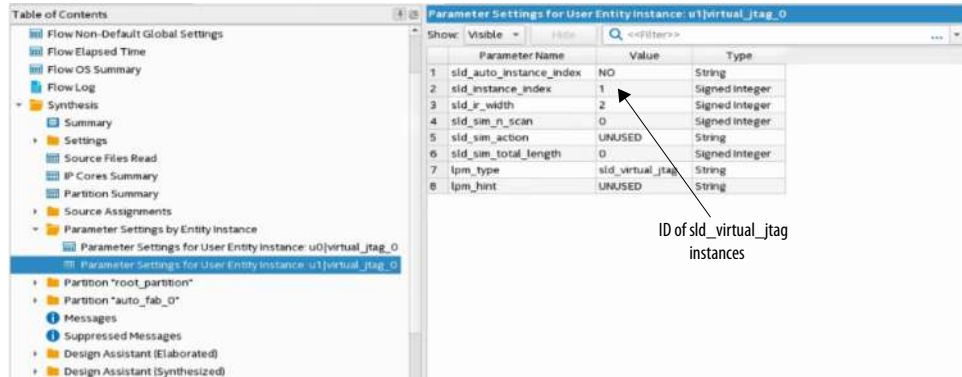 Table of Contents
Flow Non-Default Global Settings
Flow Elapsed Time
Flow OS Summary
Flow Log
Synthesis
Summary
Settings
Source Files Read
IP Cores Summary
Partition Summary
Source Assignments
Parameter Settings by Entity Instance
Parameter Settings for User Entity Instance: u0|virtual_jtag_0
Parameter Settings for User Entity Instance: u1|virtual_jtag_0
Partition "root_partition"
Partition "auto_fab_0"
Messages
Suppressed Messages
Design Assistant (Elaborated)
Design Assistant (Synthesized)
Parameter Settings for User Entity Instance: u1|virtual_jtag_0
Show: Visible Hide <<Filter>> ...
Parameter Name Value Type
1 sld_auto_instance_index NO String
2 sld_instance_index 1 Signed Integer
3 sld_ir_width 2 Signed Integer
4 sld_sim_n_scan 0 Signed Integer
5 sld_sim_action UNUSED String
6 sld_sim_total_length 0 Signed Integer
7 lpm_type sld_virtual_jtag String
8 lpm_hint UNUSED String
ID of sld_virtual_jtag
instances